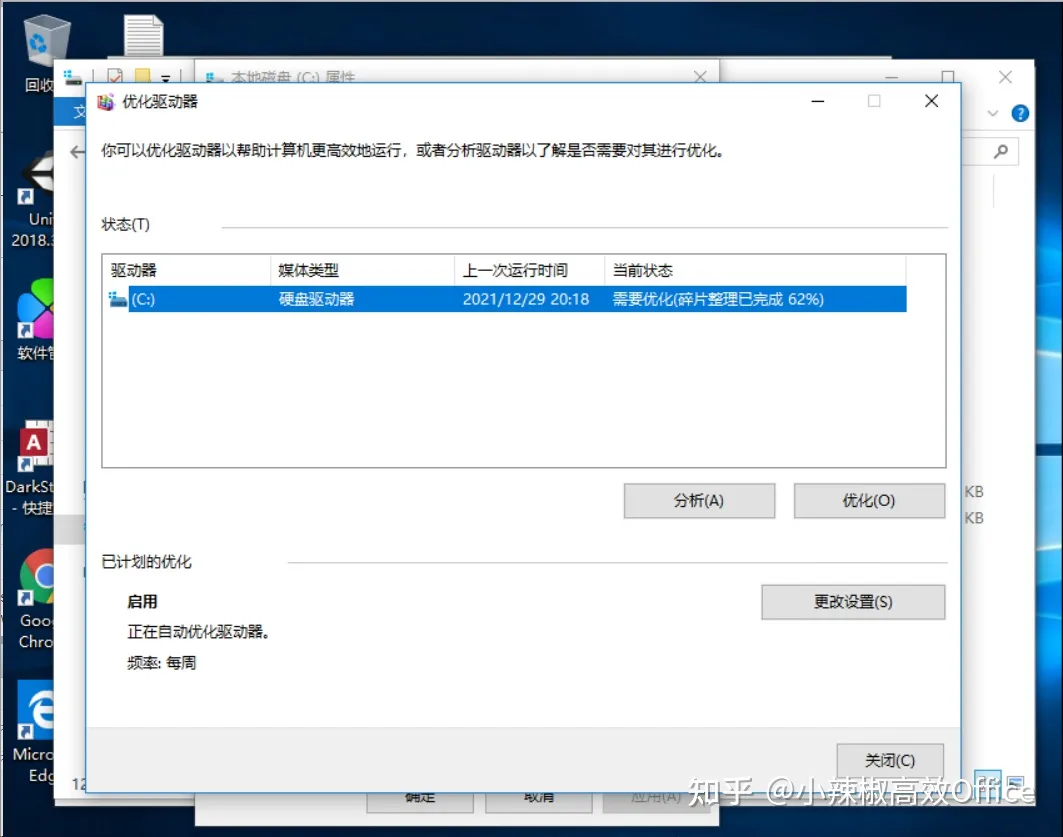 回收
本地磁盘 (C:) 属性
文
优化驱动器
你可以优化驱动器以帮助计算机更高效地运行，或者分析驱动器以了解是否需要对其进行优化。
状态(T)
驱动器 媒体类型 上一次运行时间 当前状态
(C:) 硬盘驱动器 2021/12/29 20:18 需要优化(碎片整理已完成 62%)
Uni
2018.
软件
DarkSt
- 快捷
分析(A) 优化(O)
KB
KB
已计划的优化
启用
正在自动优化驱动器。
频率: 每周
更改设置(S)
Goo
Chro
Micro
Edg
关闭(C)
12
确定 取消 应用(A)
知乎 @小辣椒高效Office